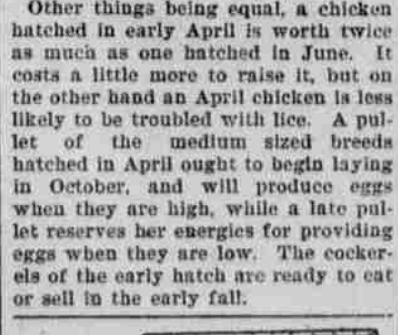 Other things being equal, a chicken
hatched in early April is worth twice
as much as one hatched in June. It
costs a little more to raise it, but on
the other hand an April chicken is less
likely to be troubled with lice. A pul-
let of the medium sized breeds
hatched in April ought to begin laying
in October, and will produce eggs
when they are high, while a late pul-
let reserves her energies for providing
eggs when they are low. The cocker-
els of the early hatch are ready to eat
or sell in the early fall.